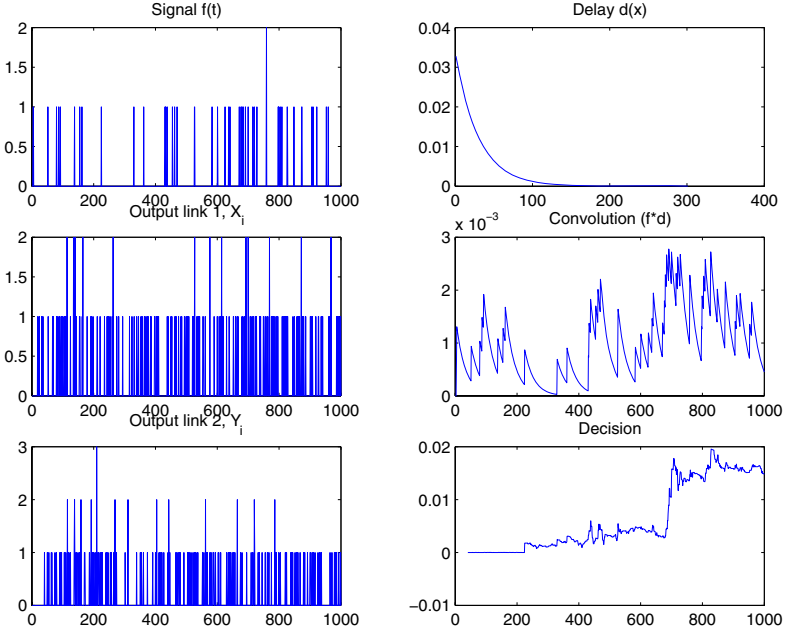 Signal f(t)
2
1.5
1
0.5
0
0 200 400 600 800 1000
Delay d(x)
0.04
0.03
0.02
0.01
0
0 100 200 300 400
Output link 1, X_i
2
1.5
1
0.5
0
0 200 400 600 800 1000
x 10^-3
Convolution (f*d)
3
2
1
0
0 200 400 600 800 1000
Output link 2, Y_i
3
2
1
0
0 200 400 600 800 1000
Decision
0.02
0.01
0
−0.01
0 200 400 600 800 1000